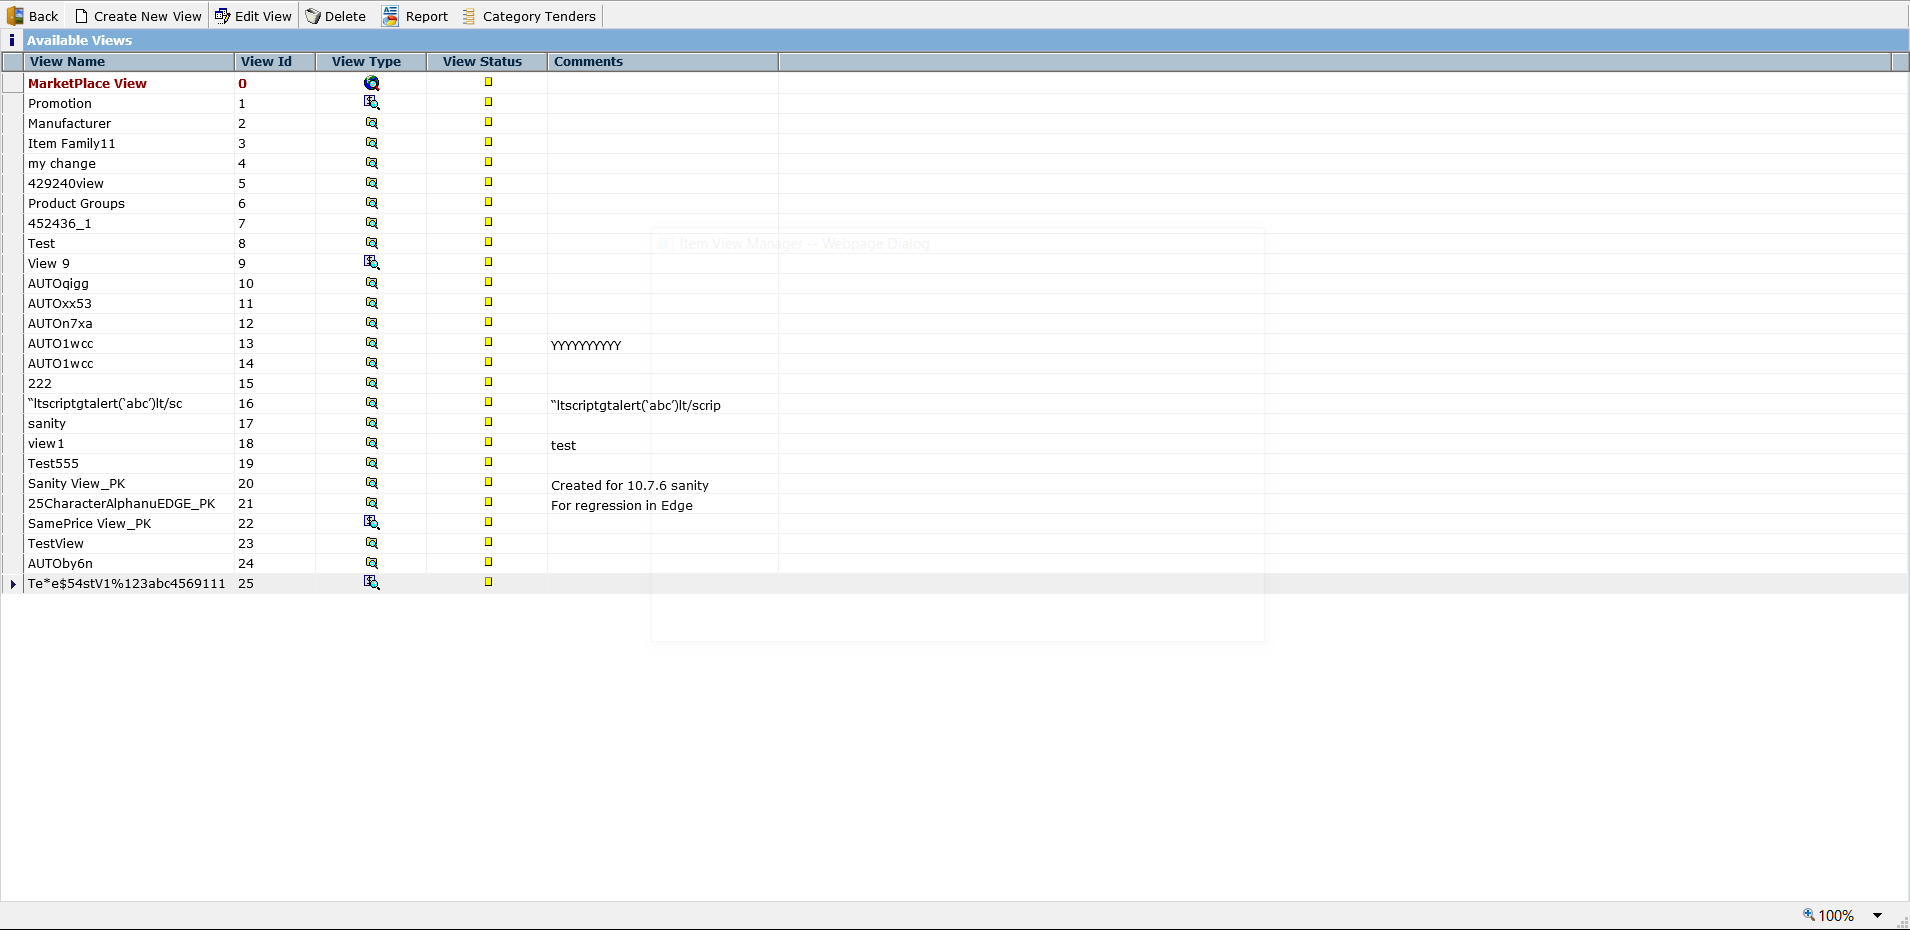 Back Create New View Edit View Delete Report Category Tenders
i Available Views
View Name View Id View Type View Status Comments
MarketPlace View 0
Promotion 1
Manufacturer 2
Item Family11 3
my change 4
429240view 5
Product Groups 6
452436_1 7
Test 8
Item View Manager -- Webpage Dialog
View 9 9
AUTOqigg 10
AUTOxx53 11
AUTOn7xa 12
AUTO1wcc 13 YYYYYYYYYY
AUTO1wcc 14
222 15
“ltscriptgtalert(‘abc’)lt/sc 16 “ltscriptgtalert(‘abc’)lt/scrip
sanity 17
view1 18 test
Test555 19
Sanity View_PK 20 Created for 10.7.6 sanity
25CharacterAlphanuEDGE_PK 21 For regression in Edge
SamePrice View_PK 22
TestView 23
AUTOby6n 24
Te*e$54stV1%123abc4569111 25
100%